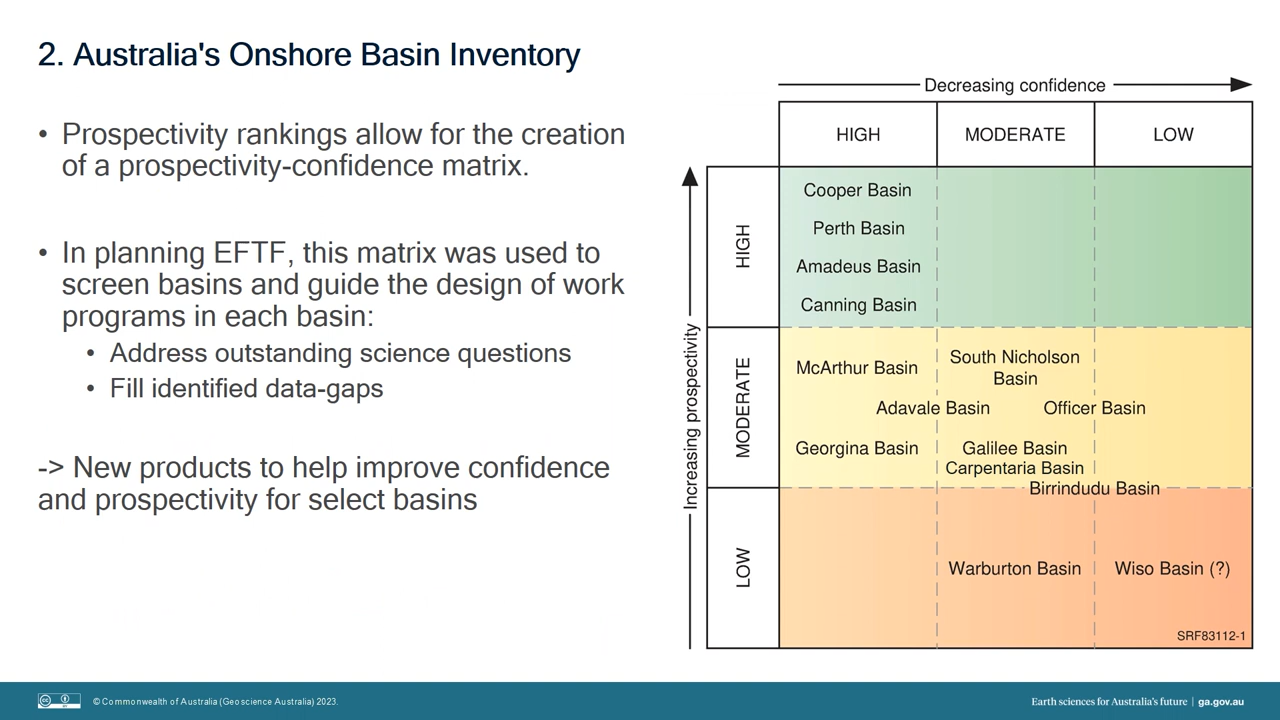 2. Australia's Onshore Basin Inventory
• Prospectivity rankings allow for the creation
of a prospectivity-confidence matrix.
• In planning EFTF, this matrix was used to
screen basins and guide the design of work
programs in each basin:
• Address outstanding science questions
• Fill identified data-gaps
-> New products to help improve confidence
and prospectivity for select basins
Decreasing confidence
HIGH MODERATE LOW
Increasing prospectivity
HIGH
Cooper Basin
Perth Basin
Amadeus Basin
Canning Basin
MODERATE
McArthur Basin
South Nicholson
Basin
Adavale Basin
Officer Basin
Georgina Basin
Galilee Basin
Carpentaria Basin
Birrindudu Basin
LOW
Warburton Basin
Wiso Basin (?)
SRF83112-1
© Commonwealth of Australia (Geoscience Australia) 2023.
Earth sciences for Australia's future | ga.gov.au